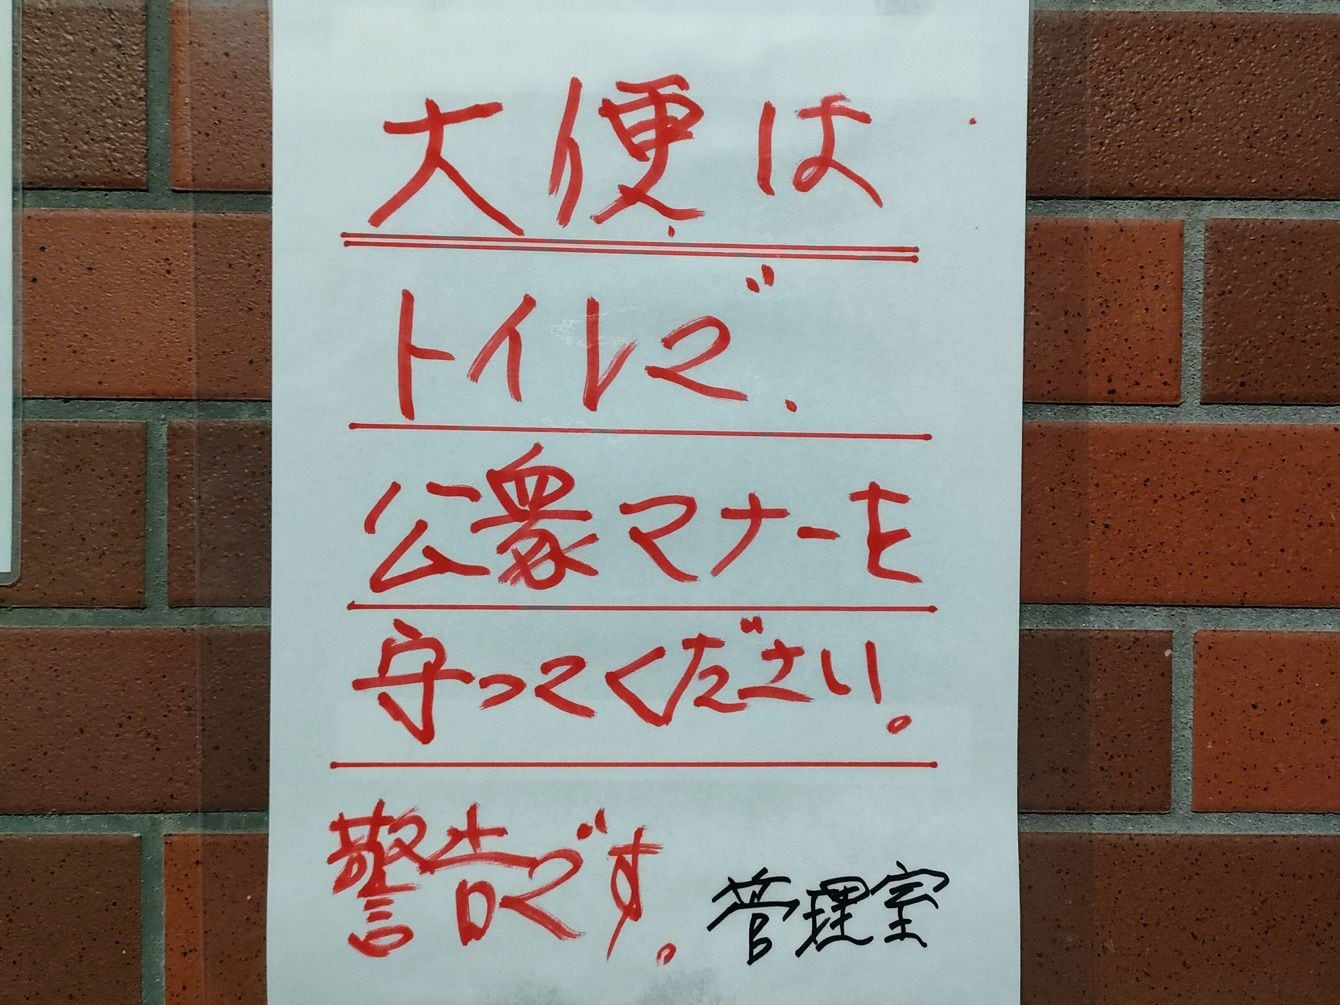 大便は
トイレで、
公衆マナーを
守ってください。
警告です。
管理室